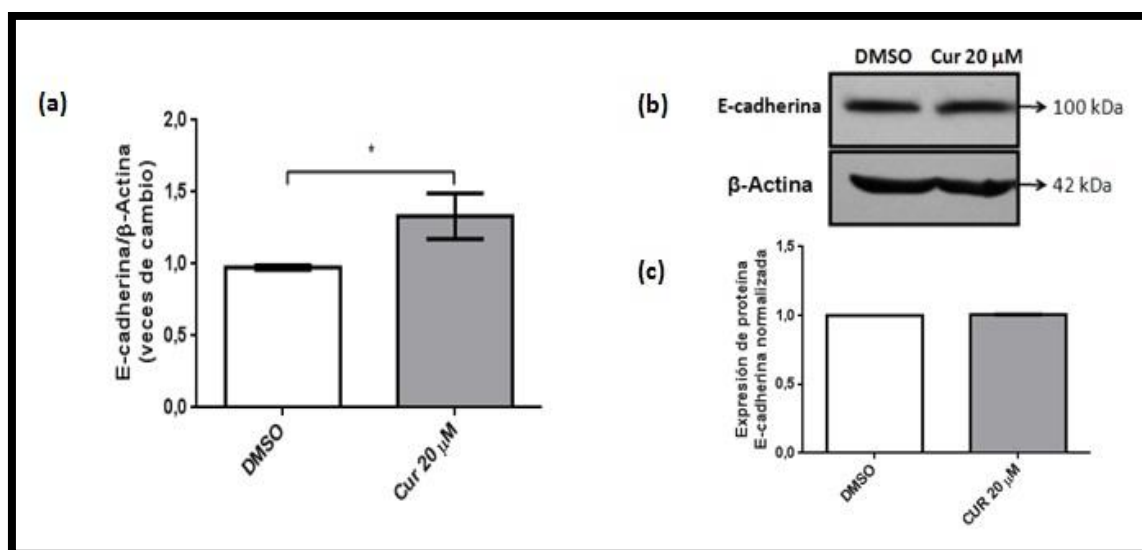 (a)
E-cadherina/β-Actina
(veces de cambio)
2,0
1,5
1,0
0,5
0,0
*
DMSO
Cur 20 μM
(b)
DMSO Cur 20 μM
E-cadherina
100 kDa
β-Actina
42 kDa
(c)
Expresión de proteína
E-cadherina normalizada
1,5
1,0
0,5
0,0
DMSO
CUR 20 μM